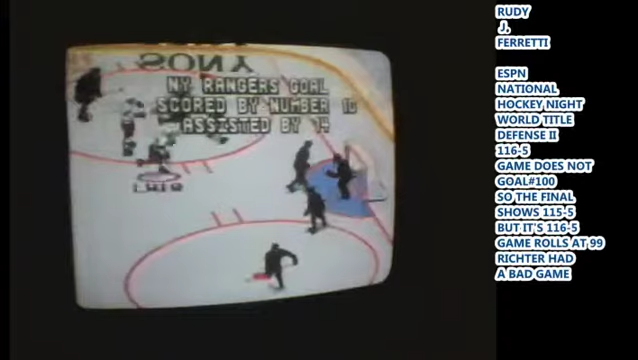 SONY
NY RANGERS GOAL
SCORED BY NUMBER 10
ASSISTED BY 14
RUDY
J.
FERRETTI
ESPN
NATIONAL
HOCKEY NIGHT
WORLD TITLE
DEFENSE II
116-5
GAME DOES NOT
GOAL#100
SO THE FINAL
SHOWS 115-5
BUT IT'S 116-5
GAME ROLLS AT 99
RICHTER HAD
A BAD GAME